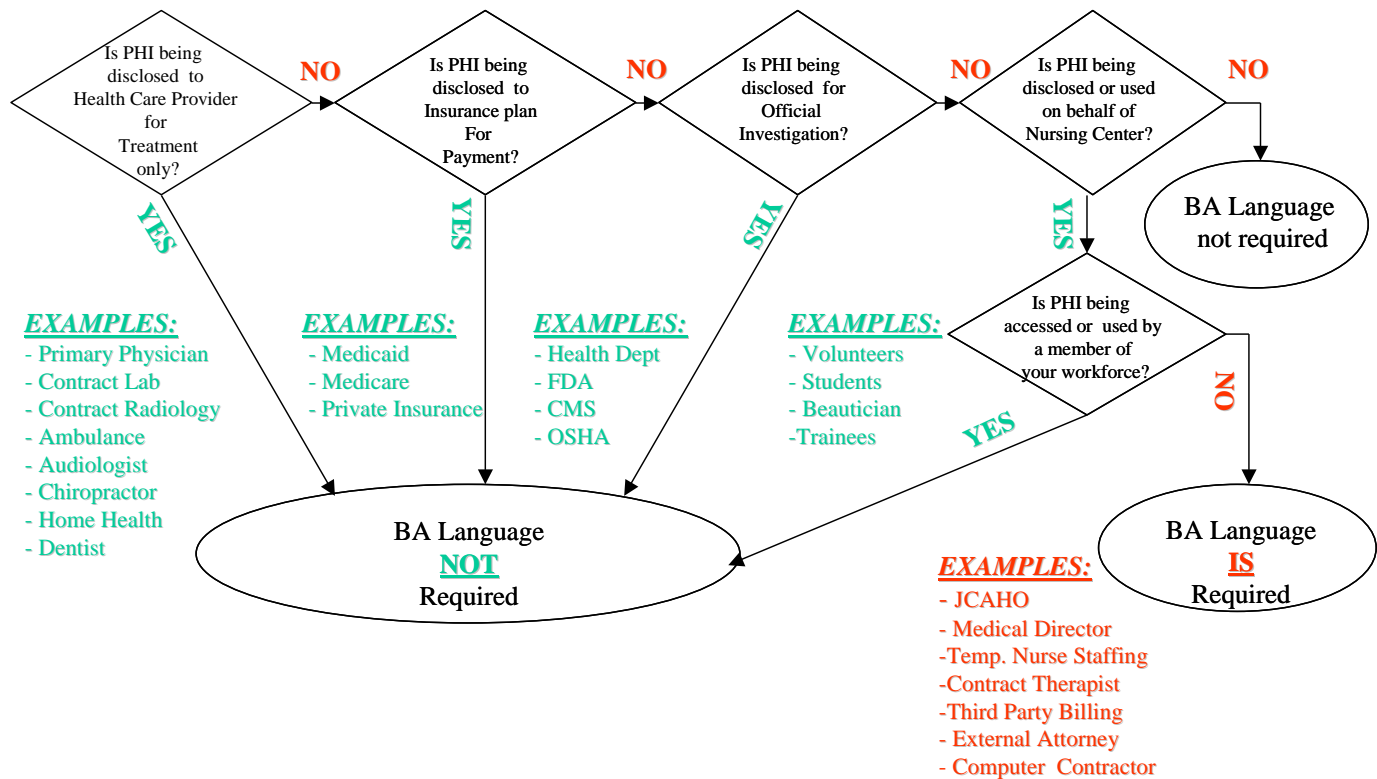 Is PHI being
disclosed to
Health Care Provider
for
Treatment
only?
NO
Is PHI being
disclosed to
Insurance plan
For
Payment?
NO
Is PHI being
disclosed for
Official
Investigation?
NO
Is PHI being
disclosed or used
on behalf of
Nursing Center?
NO
BA Language
not required
YES
YES
YES
YES
EXAMPLES:
- Primary Physician
- Contract Lab
- Contract Radiology
- Ambulance
- Audiologist
- Chiropractor
- Home Health
- Dentist
EXAMPLES:
- Medicaid
- Medicare
- Private Insurance
EXAMPLES:
- Health Dept
- FDA
- CMS
- OSHA
EXAMPLES:
- Volunteers
- Students
- Beautician
-Trainees
Is PHI being
accessed or used by
a member of
your workforce?
YES
NO
BA Language
NOT
Required
BA Language
IS
Required
EXAMPLES:
- JCAHO
- Medical Director
-Temp. Nurse Staffing
-Contract Therapist
-Third Party Billing
- External Attorney
- Computer Contractor